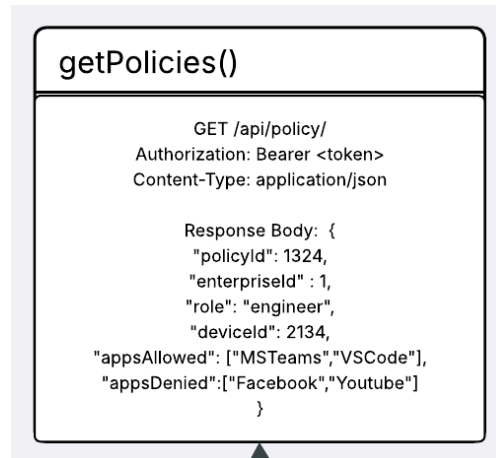 getPolicies()
GET /api/policy/
Authorization: Bearer <token>
Content-Type: application/json
Response Body:  {
"policyId": 1324,
"enterpriseId" : 1,
"role": "engineer",
"deviceId": 2134,
"appsAllowed": ["MSTeams","VSCode"],
"appsDenied":["Facebook","Youtube"]
}